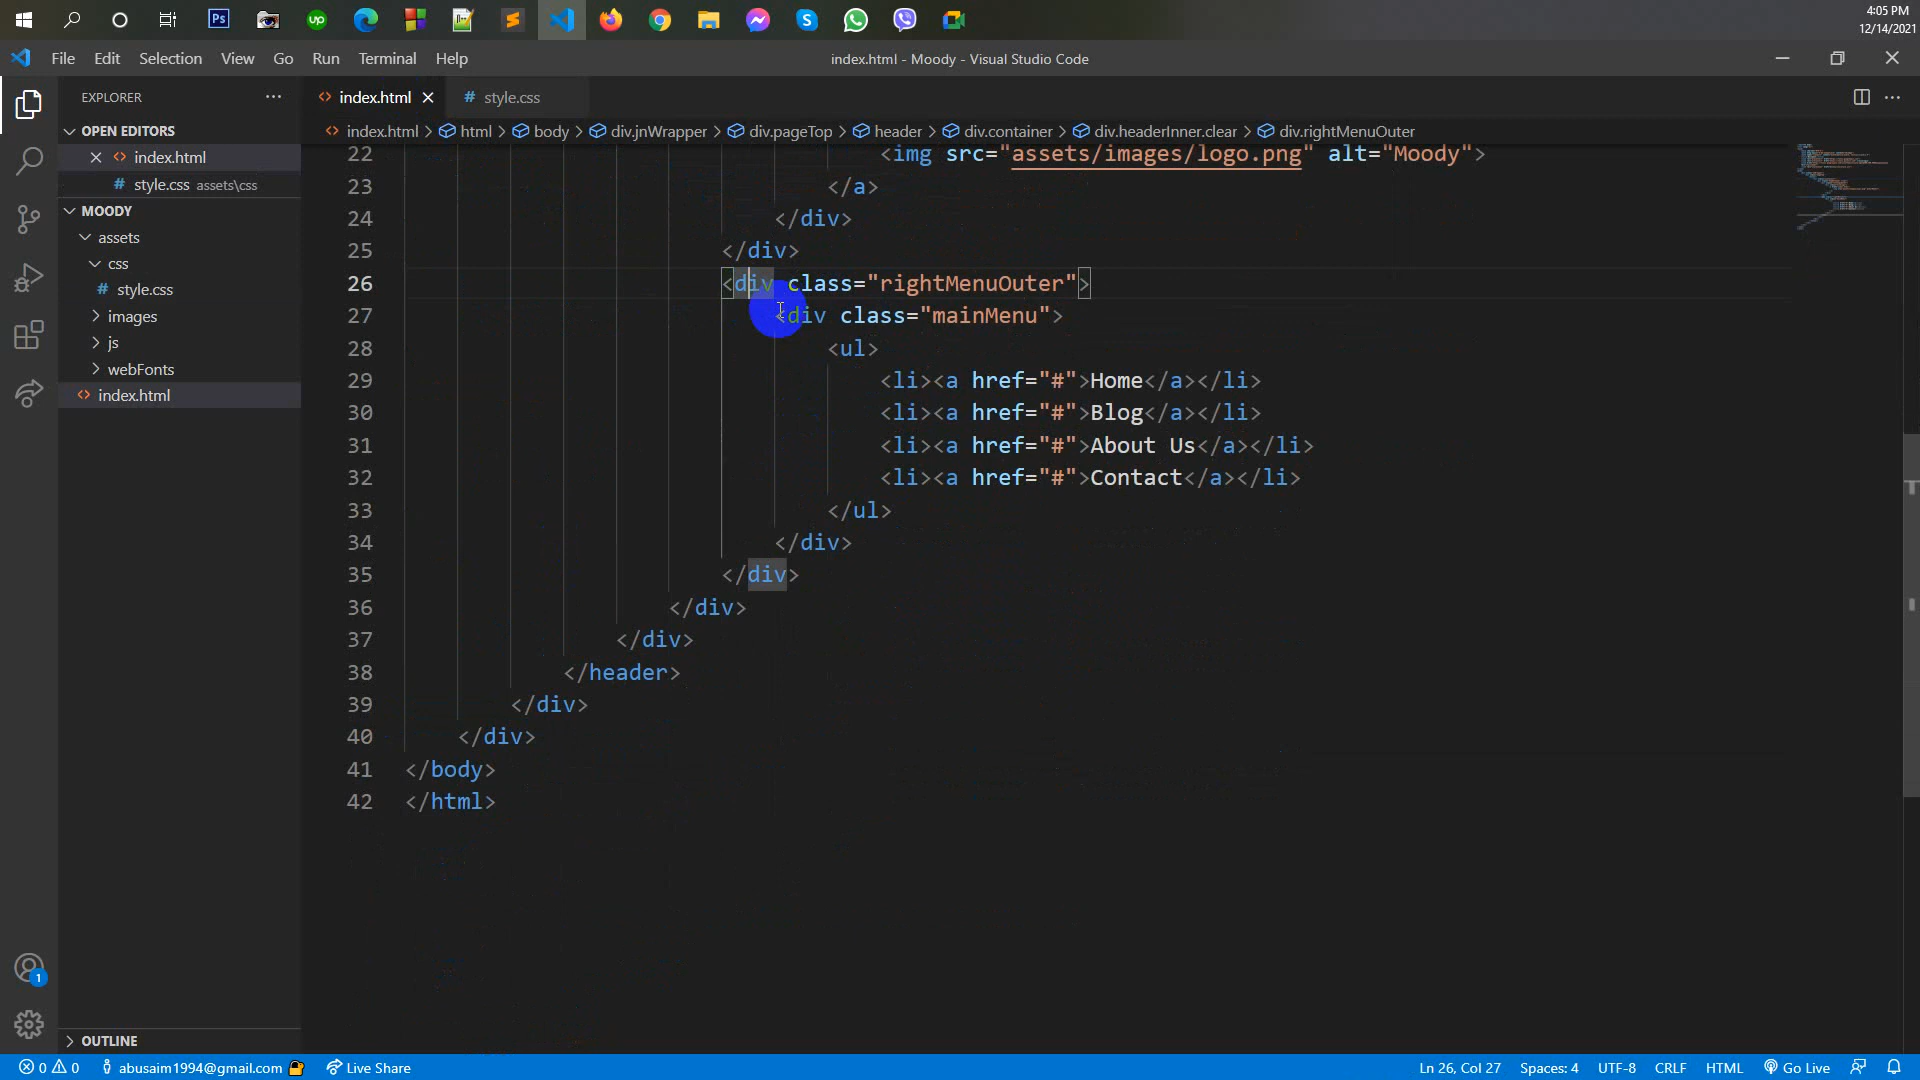 Ps
up
4:05 PM
12/14/2021
File Edit Selection View Go Run Terminal Help
index.html - Moody - Visual Studio Code
EXPLORER
index.html
# style.css
OPEN EDITORS
index.html > html > body > div.jnWrapper > div.pageTop > header > div.container > div.headerInner.clear > div.rightMenuOuter
index.html
# style.css assets\css
MOODY
assets
css
# style.css
images
js
webFonts
index.html
22 <img src="assets/images/logo.png" alt="Moody">
23 </a>
24 </div>
25 </div>
26 <div class="rightMenuOuter">
27 <div class="mainMenu">
28 <ul>
29 <li><a href="#">Home</a></li>
30 <li><a href="#">Blog</a></li>
31 <li><a href="#">About Us</a></li>
32 <li><a href="#">Contact</a></li>
33 </ul>
34 </div>
35 </div>
36 </div>
37 </div>
38 </header>
39 </div>
40 </div>
41 </body>
42 </html>
1
OUTLINE
0 0 abusaim1994@gmail.com Live Share Ln 26, Col 27 Spaces: 4 UTF-8 CRLF HTML Go Live